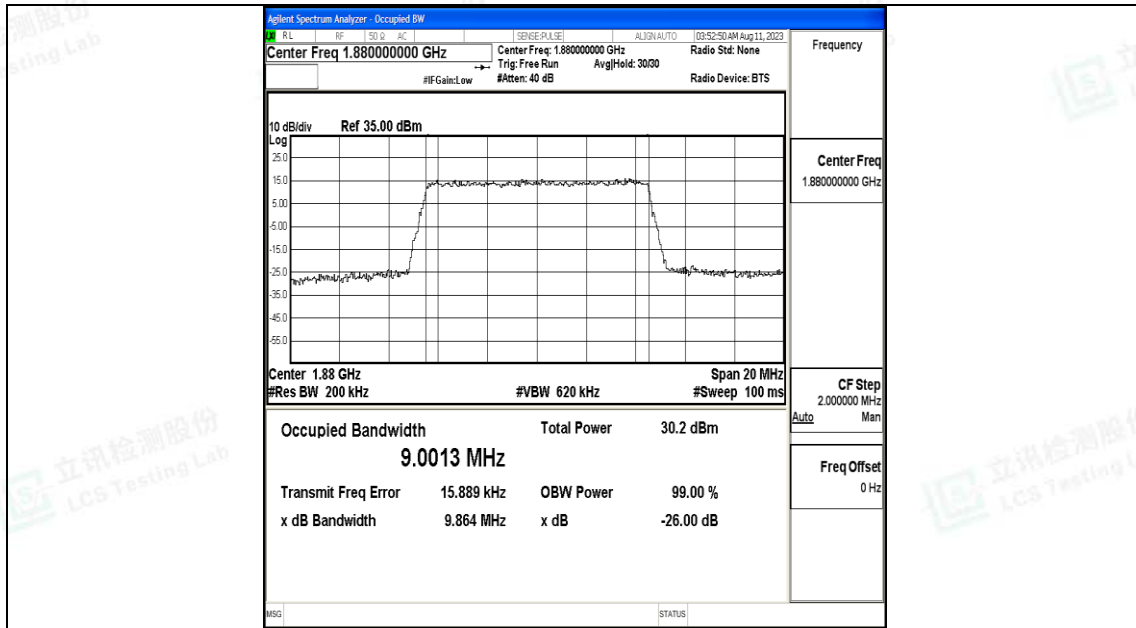 Agilent Spectrum Analyzer - Occupied BW
LXI RL RF 50 Ω AC SENSE:PULSE ALIGN AUTO 03:52:50 AM Aug 11, 2023
Center Freq 1.880000000 GHz
Center Freq: 1.880000000 GHz
Radio Std: None
Trig: Free Run Avg|Hold: 30/30
#IFGain:Low #Atten: 40 dB Radio Device: BTS
10 dB/div Ref 35.00 dBm
Log
25.0
15.0
5.00
-5.00
-15.0
-25.0
-35.0
-45.0
-55.0
Center 1.88 GHz Span 20 MHz
#Res BW 200 kHz #VBW 620 kHz #Sweep 100 ms
Occupied Bandwidth Total Power 30.2 dBm
9.0013 MHz
Transmit Freq Error 15.889 kHz OBW Power 99.00 %
x dB Bandwidth 9.864 MHz x dB -26.00 dB
MSG STATUS
Frequency
Center Freq
1.880000000 GHz
CF Step
2.000000 MHz
Auto Man
Freq Offset
0 Hz
立讯检测股份
LCS Testing Lab